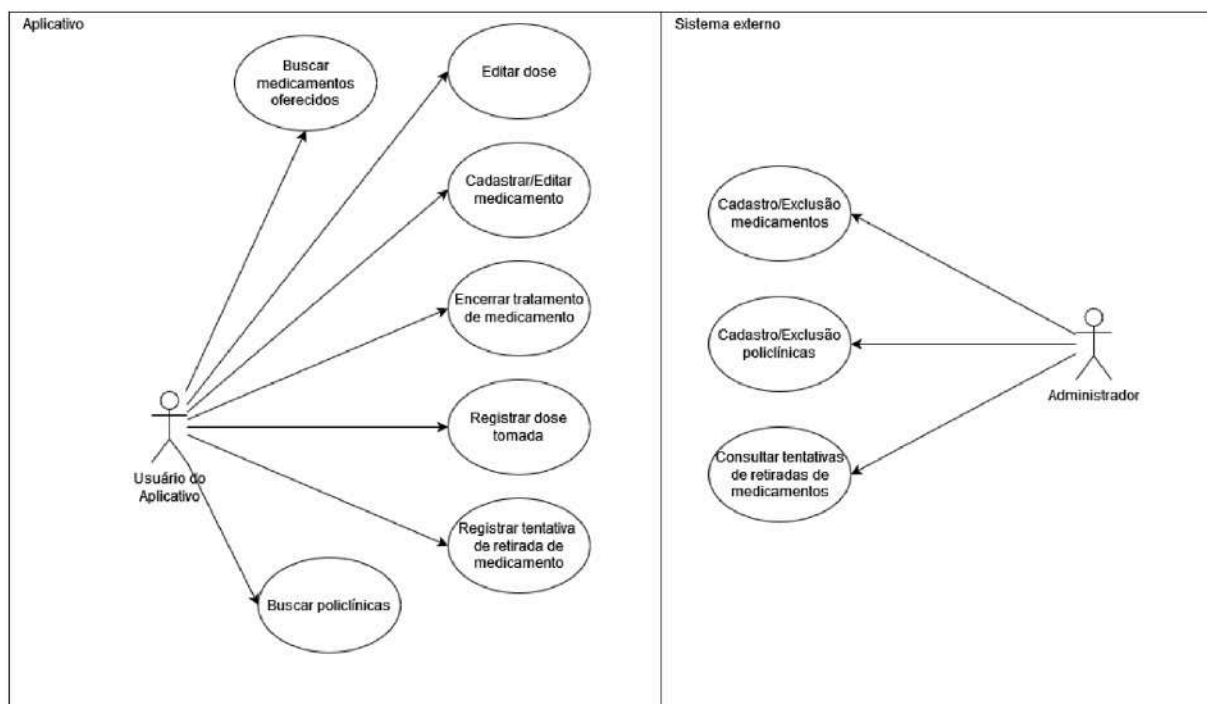 Aplicativo
Buscar
medicamentos
oferecidos
Editar dose
Cadastrar/Editar
medicamento
Encerrar tratamento
de medicamento
Registrar dose
tomada
Registrar tentativa
de retirada de
medicamento
Buscar policlínicas
Usuário do
Aplicativo
Sistema externo
Cadastro/Exclusão
medicamentos
Cadastro/Exclusão
policlínicas
Consultar tentativas
de retiradas de
medicamentos
Administrador